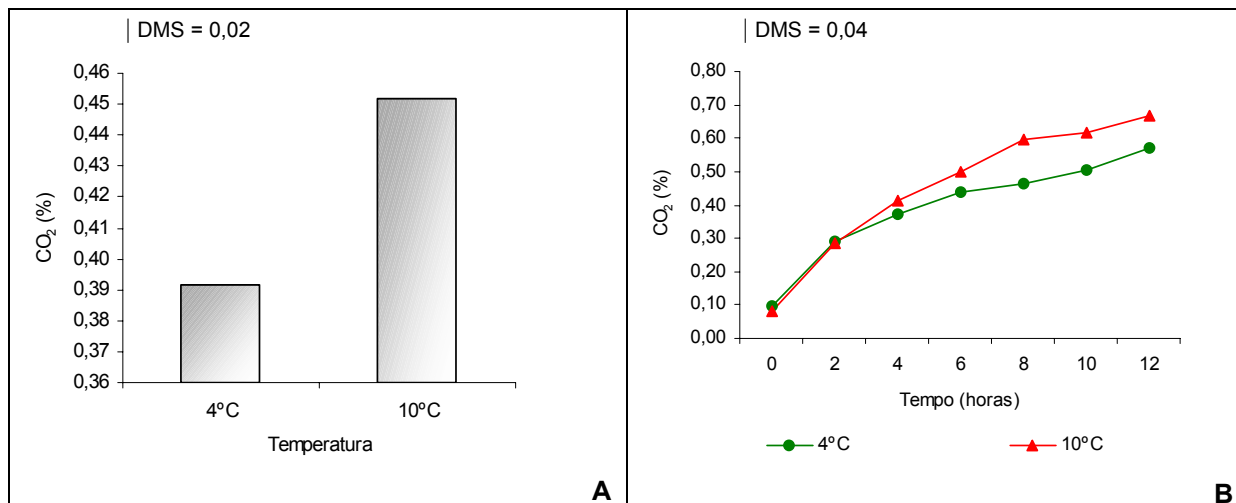 DMS = 0,02
0,46
0,45
0,44
0,43
0,42
0,41
0,40
0,39
0,38
0,37
0,36
CO2 (%)
4ºC 10ºC
Temperatura
A
DMS = 0,04
0,80
0,70
0,60
0,50
0,40
0,30
0,20
0,10
0,00
CO2 (%)
0 2 4 6 8 10 12
Tempo (horas)
4ºC 10ºC
B